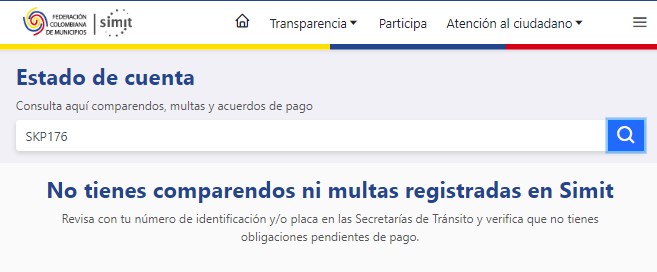 FEDERACIÓN
COLOMBIANA
DE MUNICIPIOS
simit
Transparencia
Participa
Atención al ciudadano
Estado de cuenta
Consulta aquí comparendos, multas y acuerdos de pago
SKP176
No tienes comparendos ni multas registradas en Simit
Revisa con tu número de identificación y/o placa en las Secretarías de Tránsito y verifica que no tienes
obligaciones pendientes de pago.